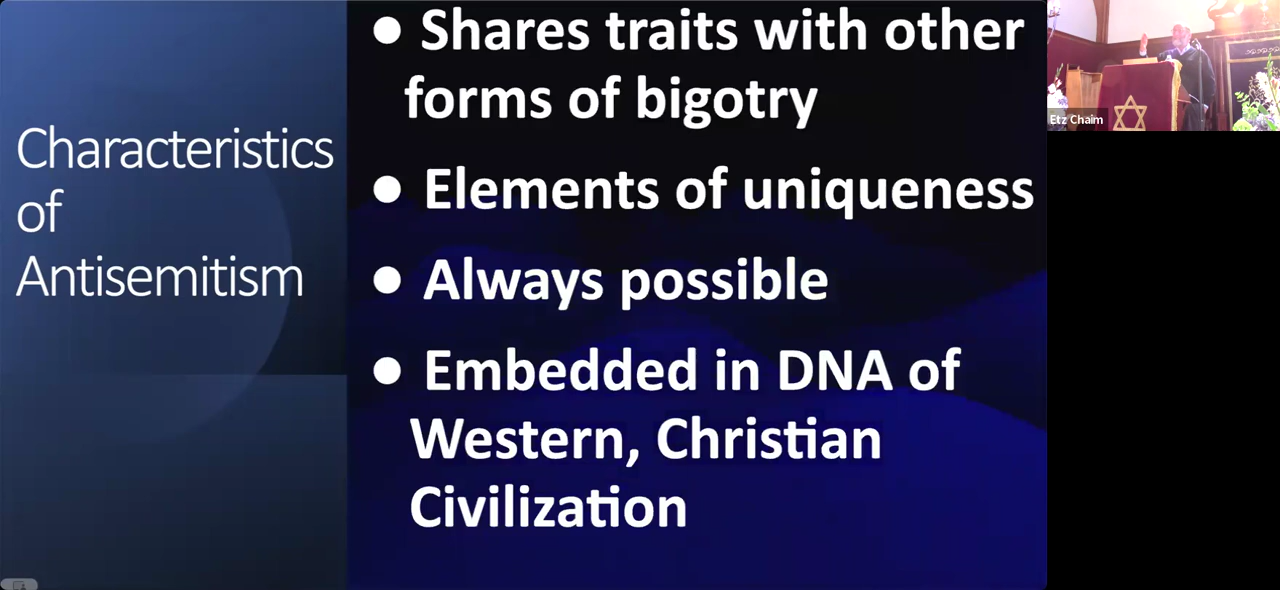 Characteristics
of
Antisemitism
● Shares traits with other
forms of bigotry
● Elements of uniqueness
● Always possible
● Embedded in DNA of
Western, Christian
Civilization
Etz Chaim